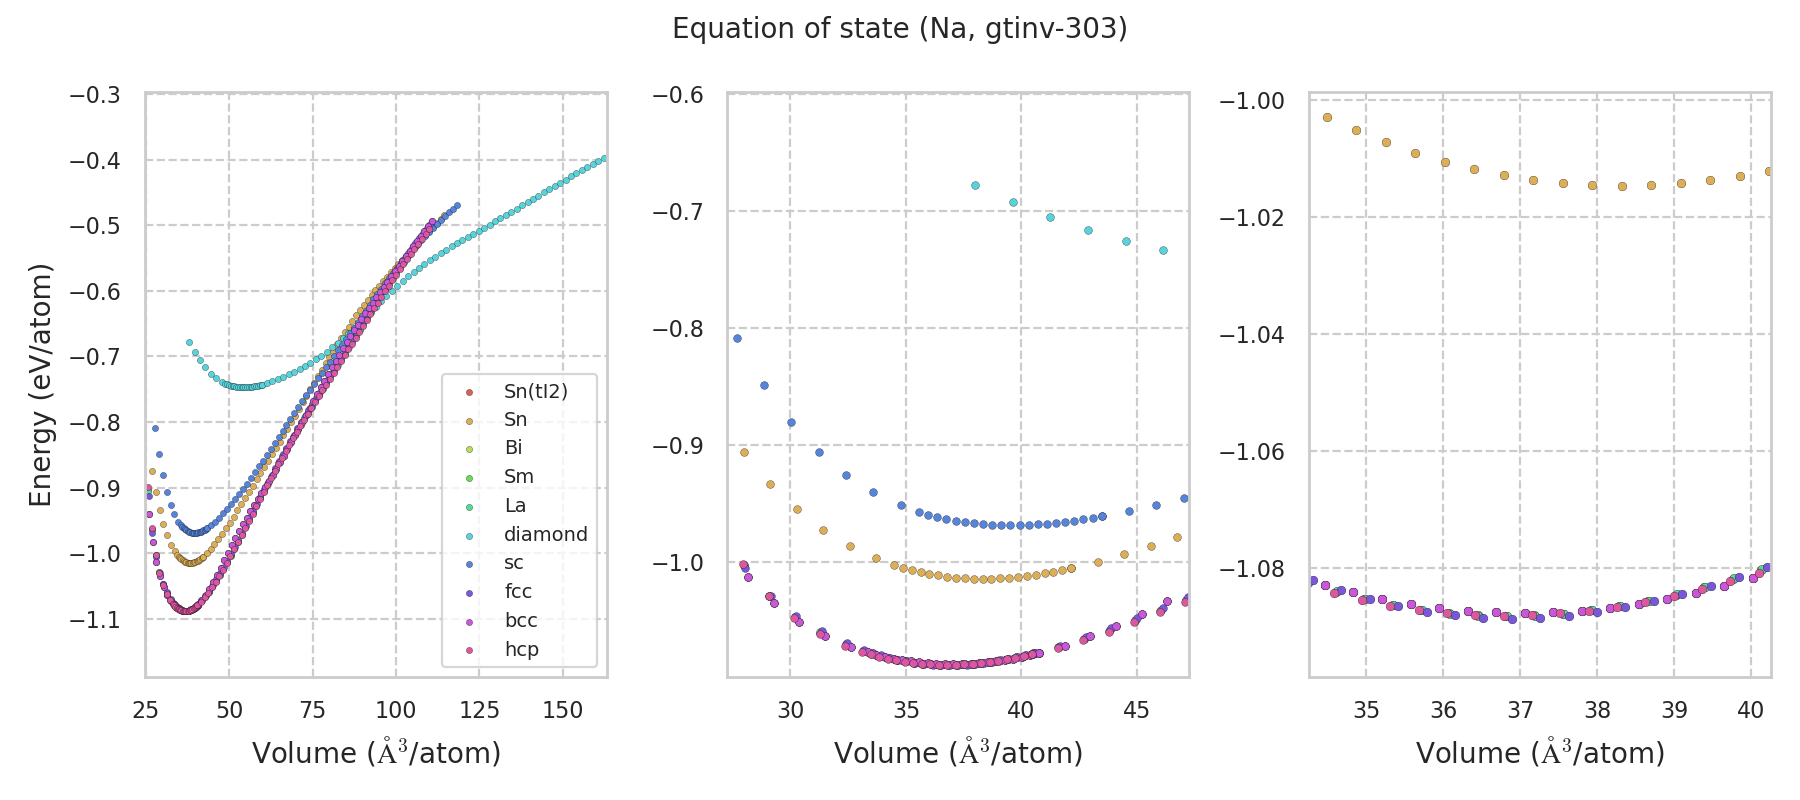 Equation of state (Na, gtinv-303)
Energy (eV/atom)
−0.3
−0.4
−0.5
−0.6
−0.7
−0.8
−0.9
−1.0
−1.1
25 50 75 100 125 150
Volume (Å³/atom)
Sn(tI2)
Sn
Bi
Sm
La
diamond
sc
fcc
bcc
hcp
−0.6
−0.7
−0.8
−0.9
−1.0
30 35 40 45
Volume (Å³/atom)
−1.00
−1.02
−1.04
−1.06
−1.08
35 36 37 38 39 40
Volume (Å³/atom)